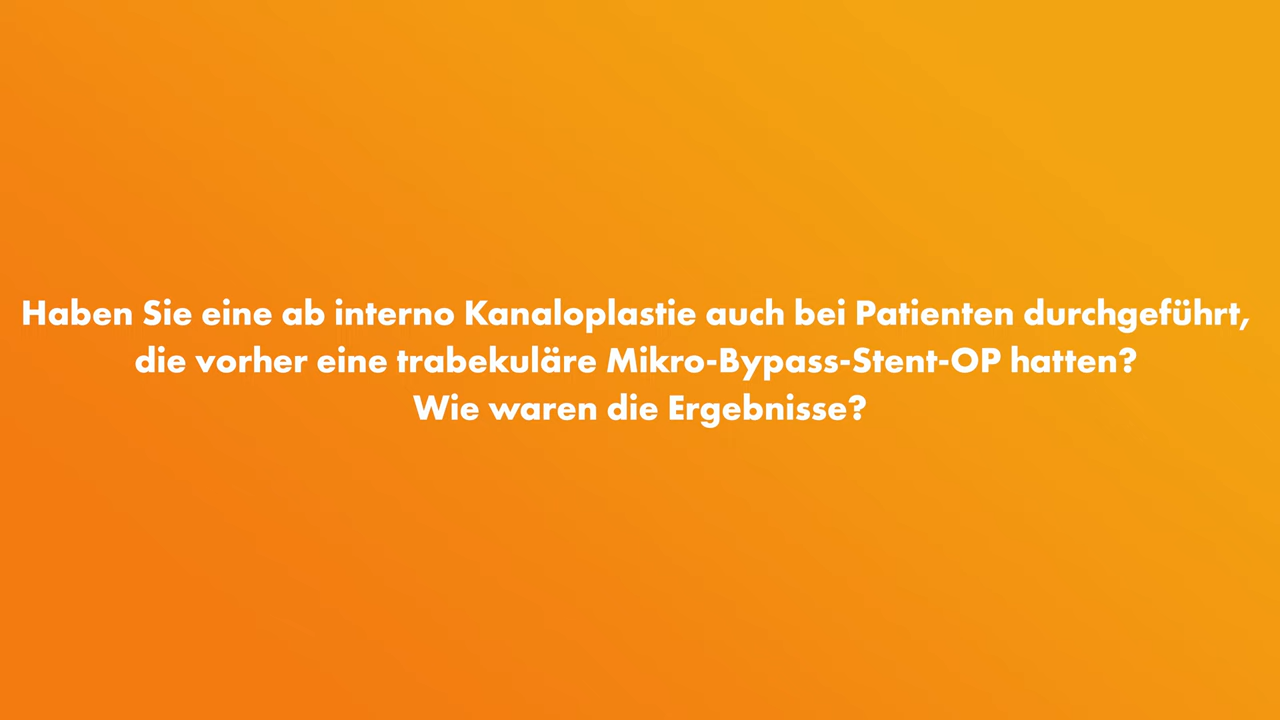 Haben Sie eine ab interno Kanaloplastie auch bei Patienten durchgeführt,
die vorher eine trabekuläre Mikro-Bypass-Stent-OP hatten?
Wie waren die Ergebnisse?